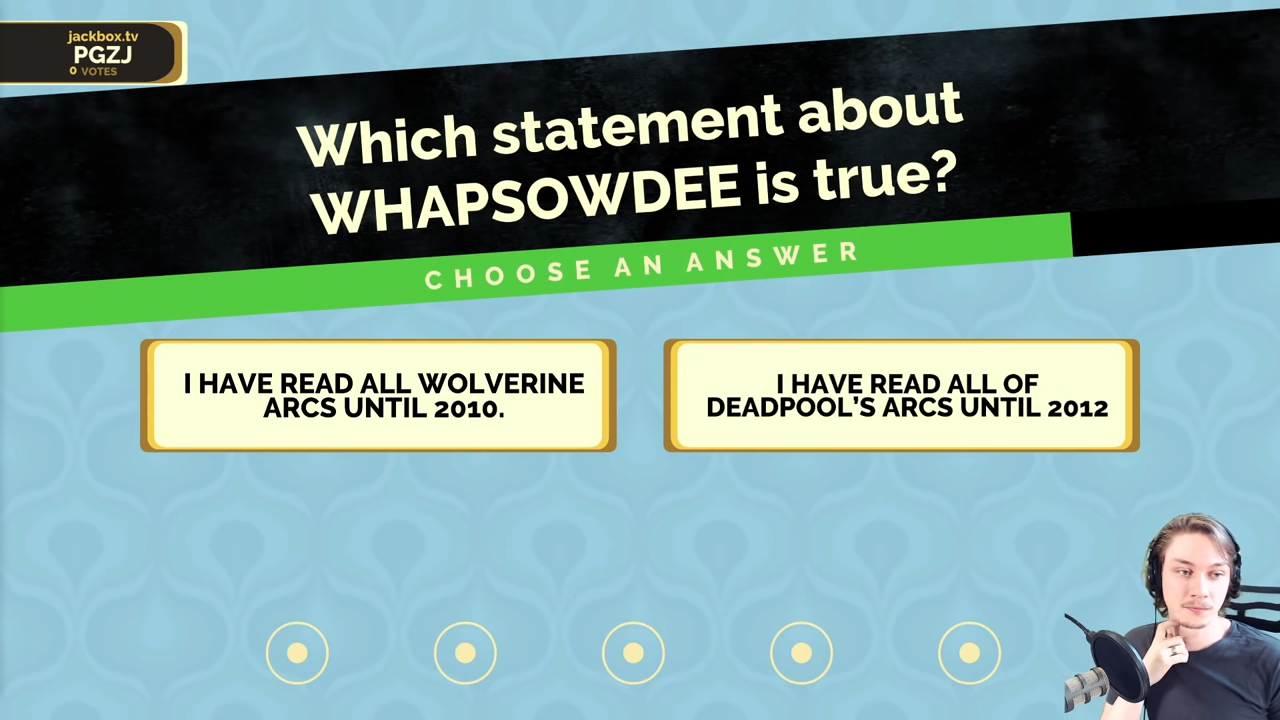 jackbox.tv
PGZJ
0 VOTES
Which statement about
WHAPSOWDEE is true?
CHOOSE AN ANSWER
I HAVE READ ALL WOLVERINE
ARCS UNTIL 2010.
I HAVE READ ALL OF
DEADPOOL'S ARCS UNTIL 2012